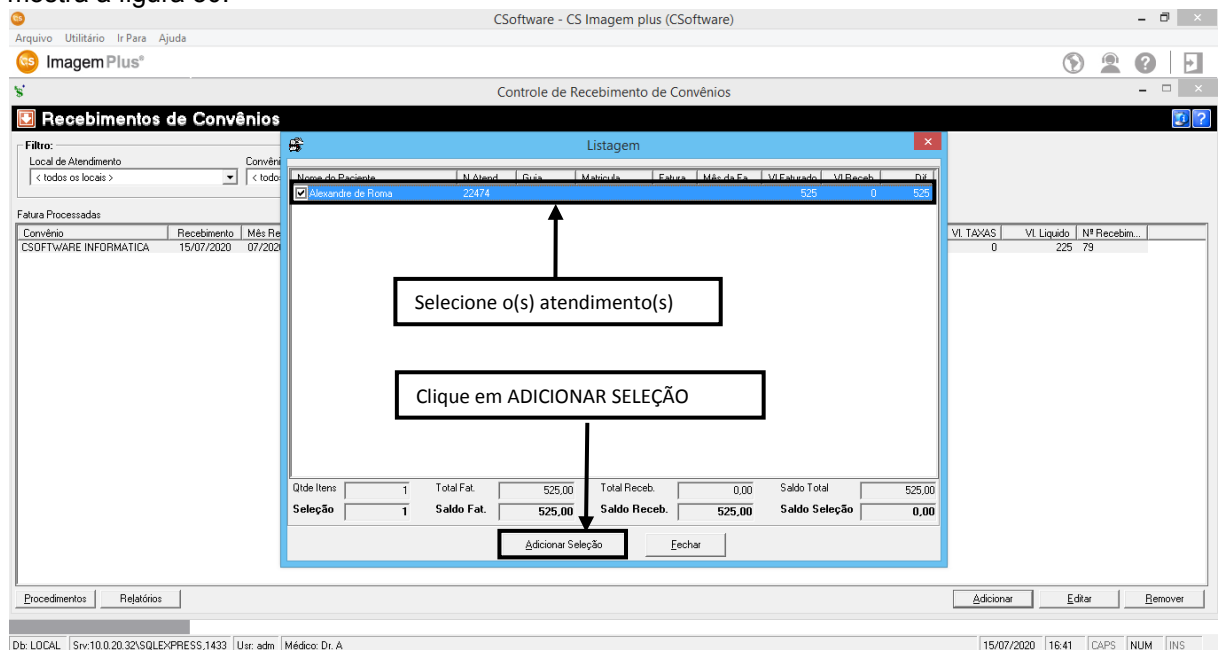 CSoftware - CS Imagem plus (CSoftware)
Arquivo Utilitário Ir Para Ajuda
CS Imagem Plus®
Controle de Recebimento de Convênios
Recebimentos de Convênios
Filtro:
Local de Atendimento Convêni
< todos os locais > < todo
Listagem
Nome do Paciente N.Atend. Guia Matricula Fatura Mês da Fa... Vl.Faturado Vl.Receb. Dif.
Alexandre de Roma 22474 525 0 525
Fatura Processadas
Convênio Recebimento Mês Re Vl. TAXAS Vl. Liquido Nª Recebim...
CSOFTWARE INFORMATICA 15/07/2020 07/202 0 225 79
Selecione o(s) atendimento(s)
Clique em ADICIONAR SELEÇÃO
Qtde Itens 1 Total Fat. 525,00 Total Receb. 0,00 Saldo Total 525,00
Seleção 1 Saldo Fat. 525,00 Saldo Receb. 525,00 Saldo Seleção 0,00
Adicionar Seleção Fechar
Procedimentos Relatórios Adicionar Editar Remover
Db: LOCAL Srv:10.0.20.32\SQLEXPRESS,1433 Usr: adm Médico: Dr. A 15/07/2020 16:41 CAPS NUM INS